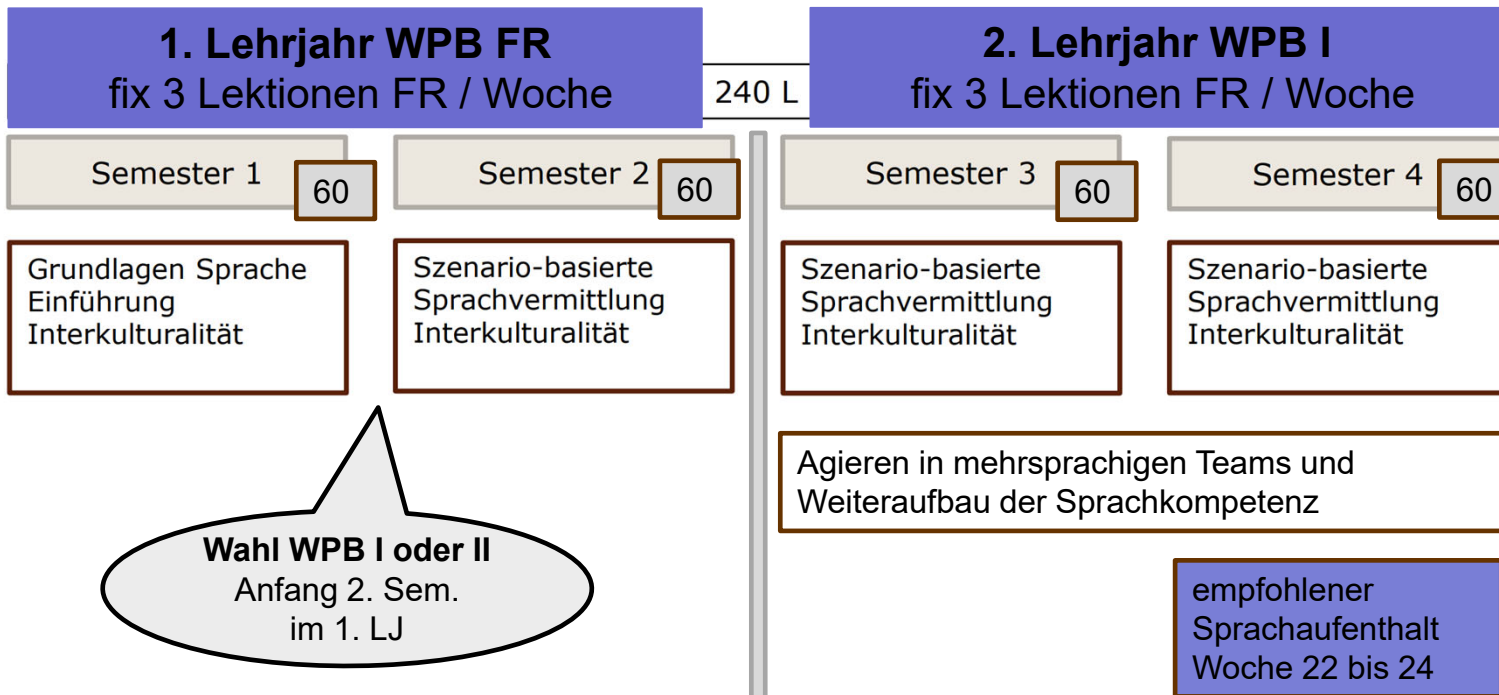 1. Lehrjahr WPB FR
fix 3 Lektionen FR / Woche
240 L
2. Lehrjahr WPB I
fix 3 Lektionen FR / Woche
Semester 1
60
Semester 2
60
Semester 3
60
Semester 4
60
Grundlagen Sprache
Einführung
Interkulturalität
Szenario-basierte
Sprachvermittlung
Interkulturalität
Szenario-basierte
Sprachvermittlung
Interkulturalität
Szenario-basierte
Sprachvermittlung
Interkulturalität
Agieren in mehrsprachigen Teams und
Weiteraufbau der Sprachkompetenz
Wahl WPB I oder II
Anfang 2. Sem.
im 1. LJ
empfohlener
Sprachaufenthalt
Woche 22 bis 24